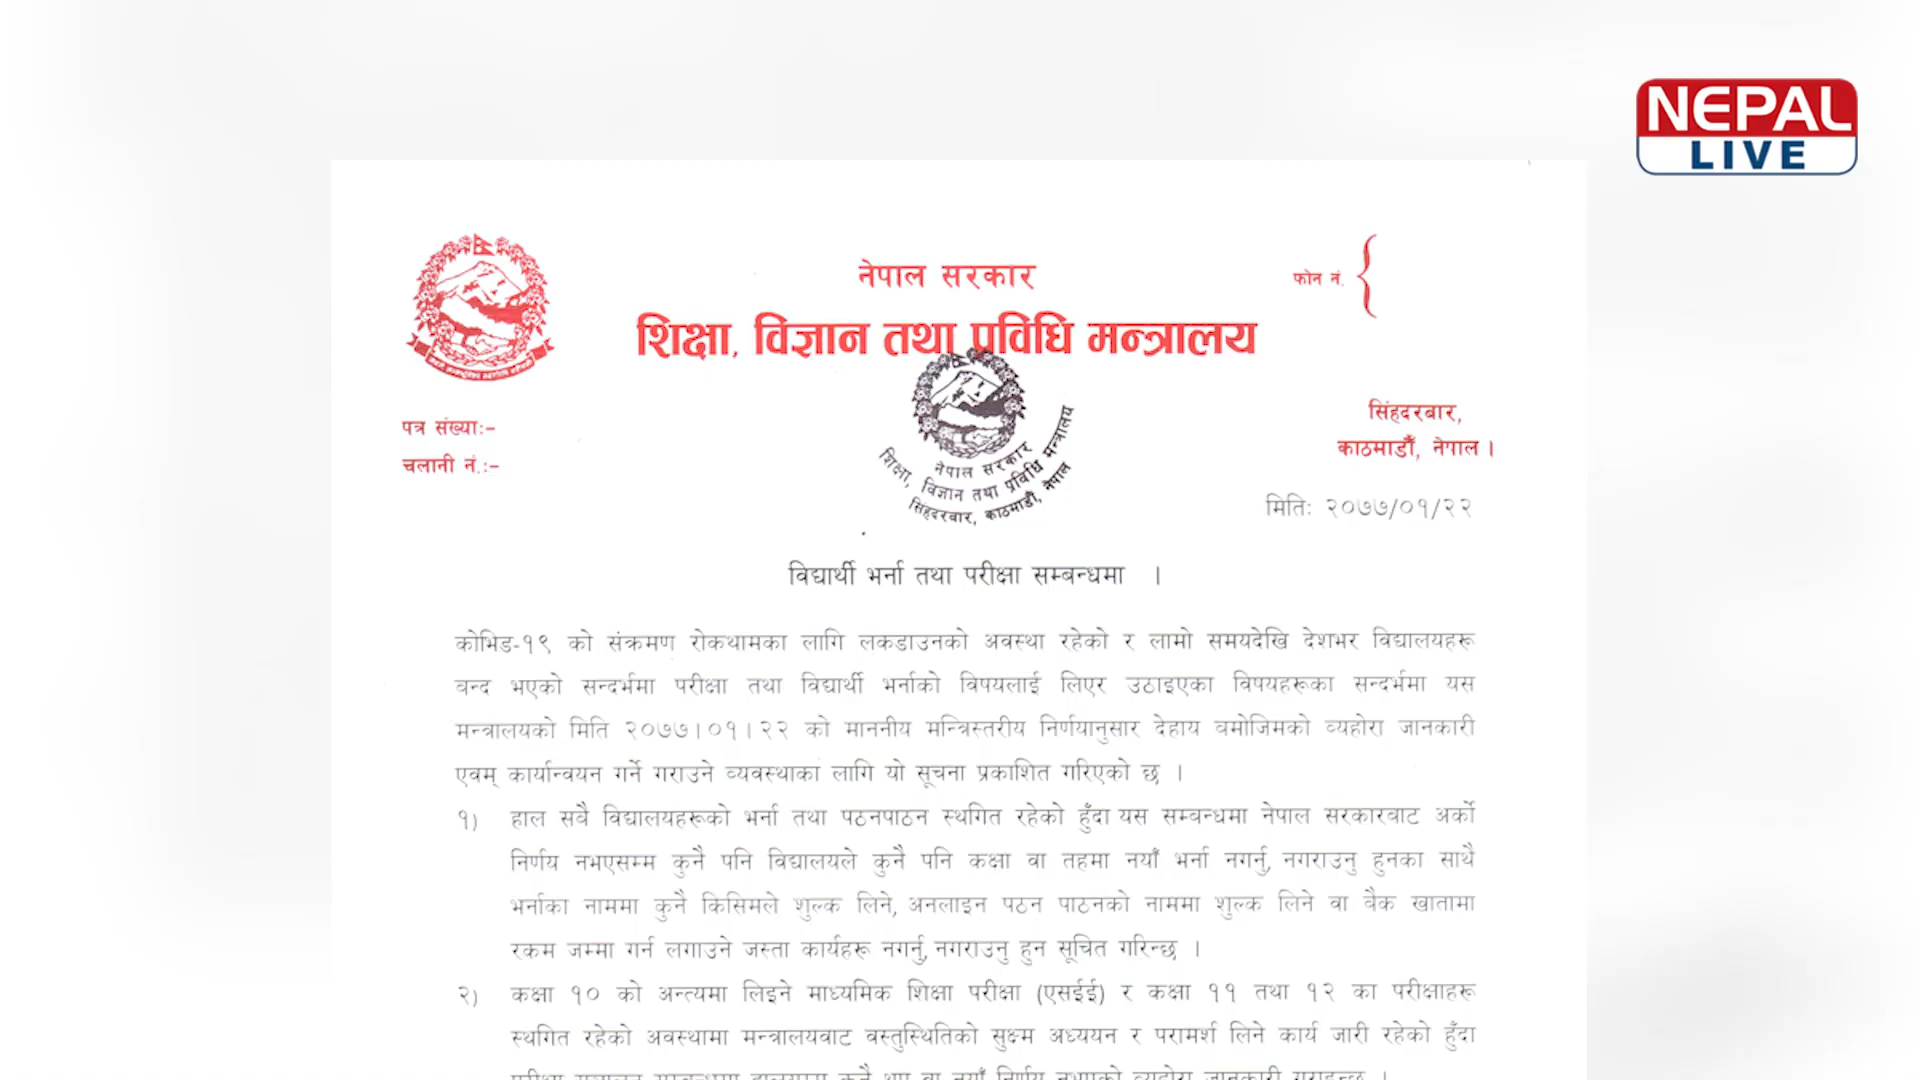 NEPAL
LIVE
नेपाल सरकार
शिक्षा, विज्ञान तथा प्रविधि मन्त्रालय
फोन नं.
पत्र संख्याः-
चलानी नं.:-
सिंहदरबार,
काठमाडौँ, नेपाल ।
नेपाल सरकार
शिक्षा, विज्ञान तथा प्रविधि मन्त्रालय
सिंहदरबार, काठमाडौं, नेपाल
मितिः २०७७/०१/२२
विद्यार्थी भर्ना तथा परीक्षा सम्बन्धमा ।
कोभिड-१९ को संक्रमण रोकथामका लागि लकडाउनको अवस्था रहेको र लामो समयदेखि देशभर विद्यालयहरू
बन्द भएको सन्दर्भमा परीक्षा तथा विद्यार्थी भर्नाको विषयलाई लिएर उठाइएका विषयहरूका सन्दर्भमा यस
मन्त्रालयको मिति २०७७।०१।२२ को माननीय मन्त्रिस्तरीय निर्णयानुसार देहाय बमोजिमको व्यहोरा जानकारी
एवम् कार्यान्वयन गर्ने गराउने व्यवस्थाका लागि यो सूचना प्रकाशित गरिएको छ ।
१) हाल सबै विद्यालयहरूको भर्ना तथा पठनपाठन स्थगित रहेको हुँदा यस सम्बन्धमा नेपाल सरकारबाट अर्को
निर्णय नभएसम्म कुनै पनि विद्यालयले कुनै पनि कक्षा वा तहमा नयाँ भर्ना नगर्नु, नगराउनु हुनका साथै
भर्नाका नाममा कुनै किसिमले शुल्क लिने, अनलाइन पठन पाठनको नाममा शुल्क लिने वा बैक खातामा
रकम जम्मा गर्न लगाउने जस्ता कार्यहरू नगर्नु, नगराउनु हुन सूचित गरिन्छ ।
२) कक्षा १० को अन्त्यमा लिइने माध्यमिक शिक्षा परीक्षा (एसईई) र कक्षा ११ तथा १२ का परीक्षाहरू
स्थगित रहेको अवस्थामा मन्त्रालयबाट वस्तुस्थितिको सुक्ष्म अध्ययन र परामर्श लिने कार्य जारी रहेको हुँदा